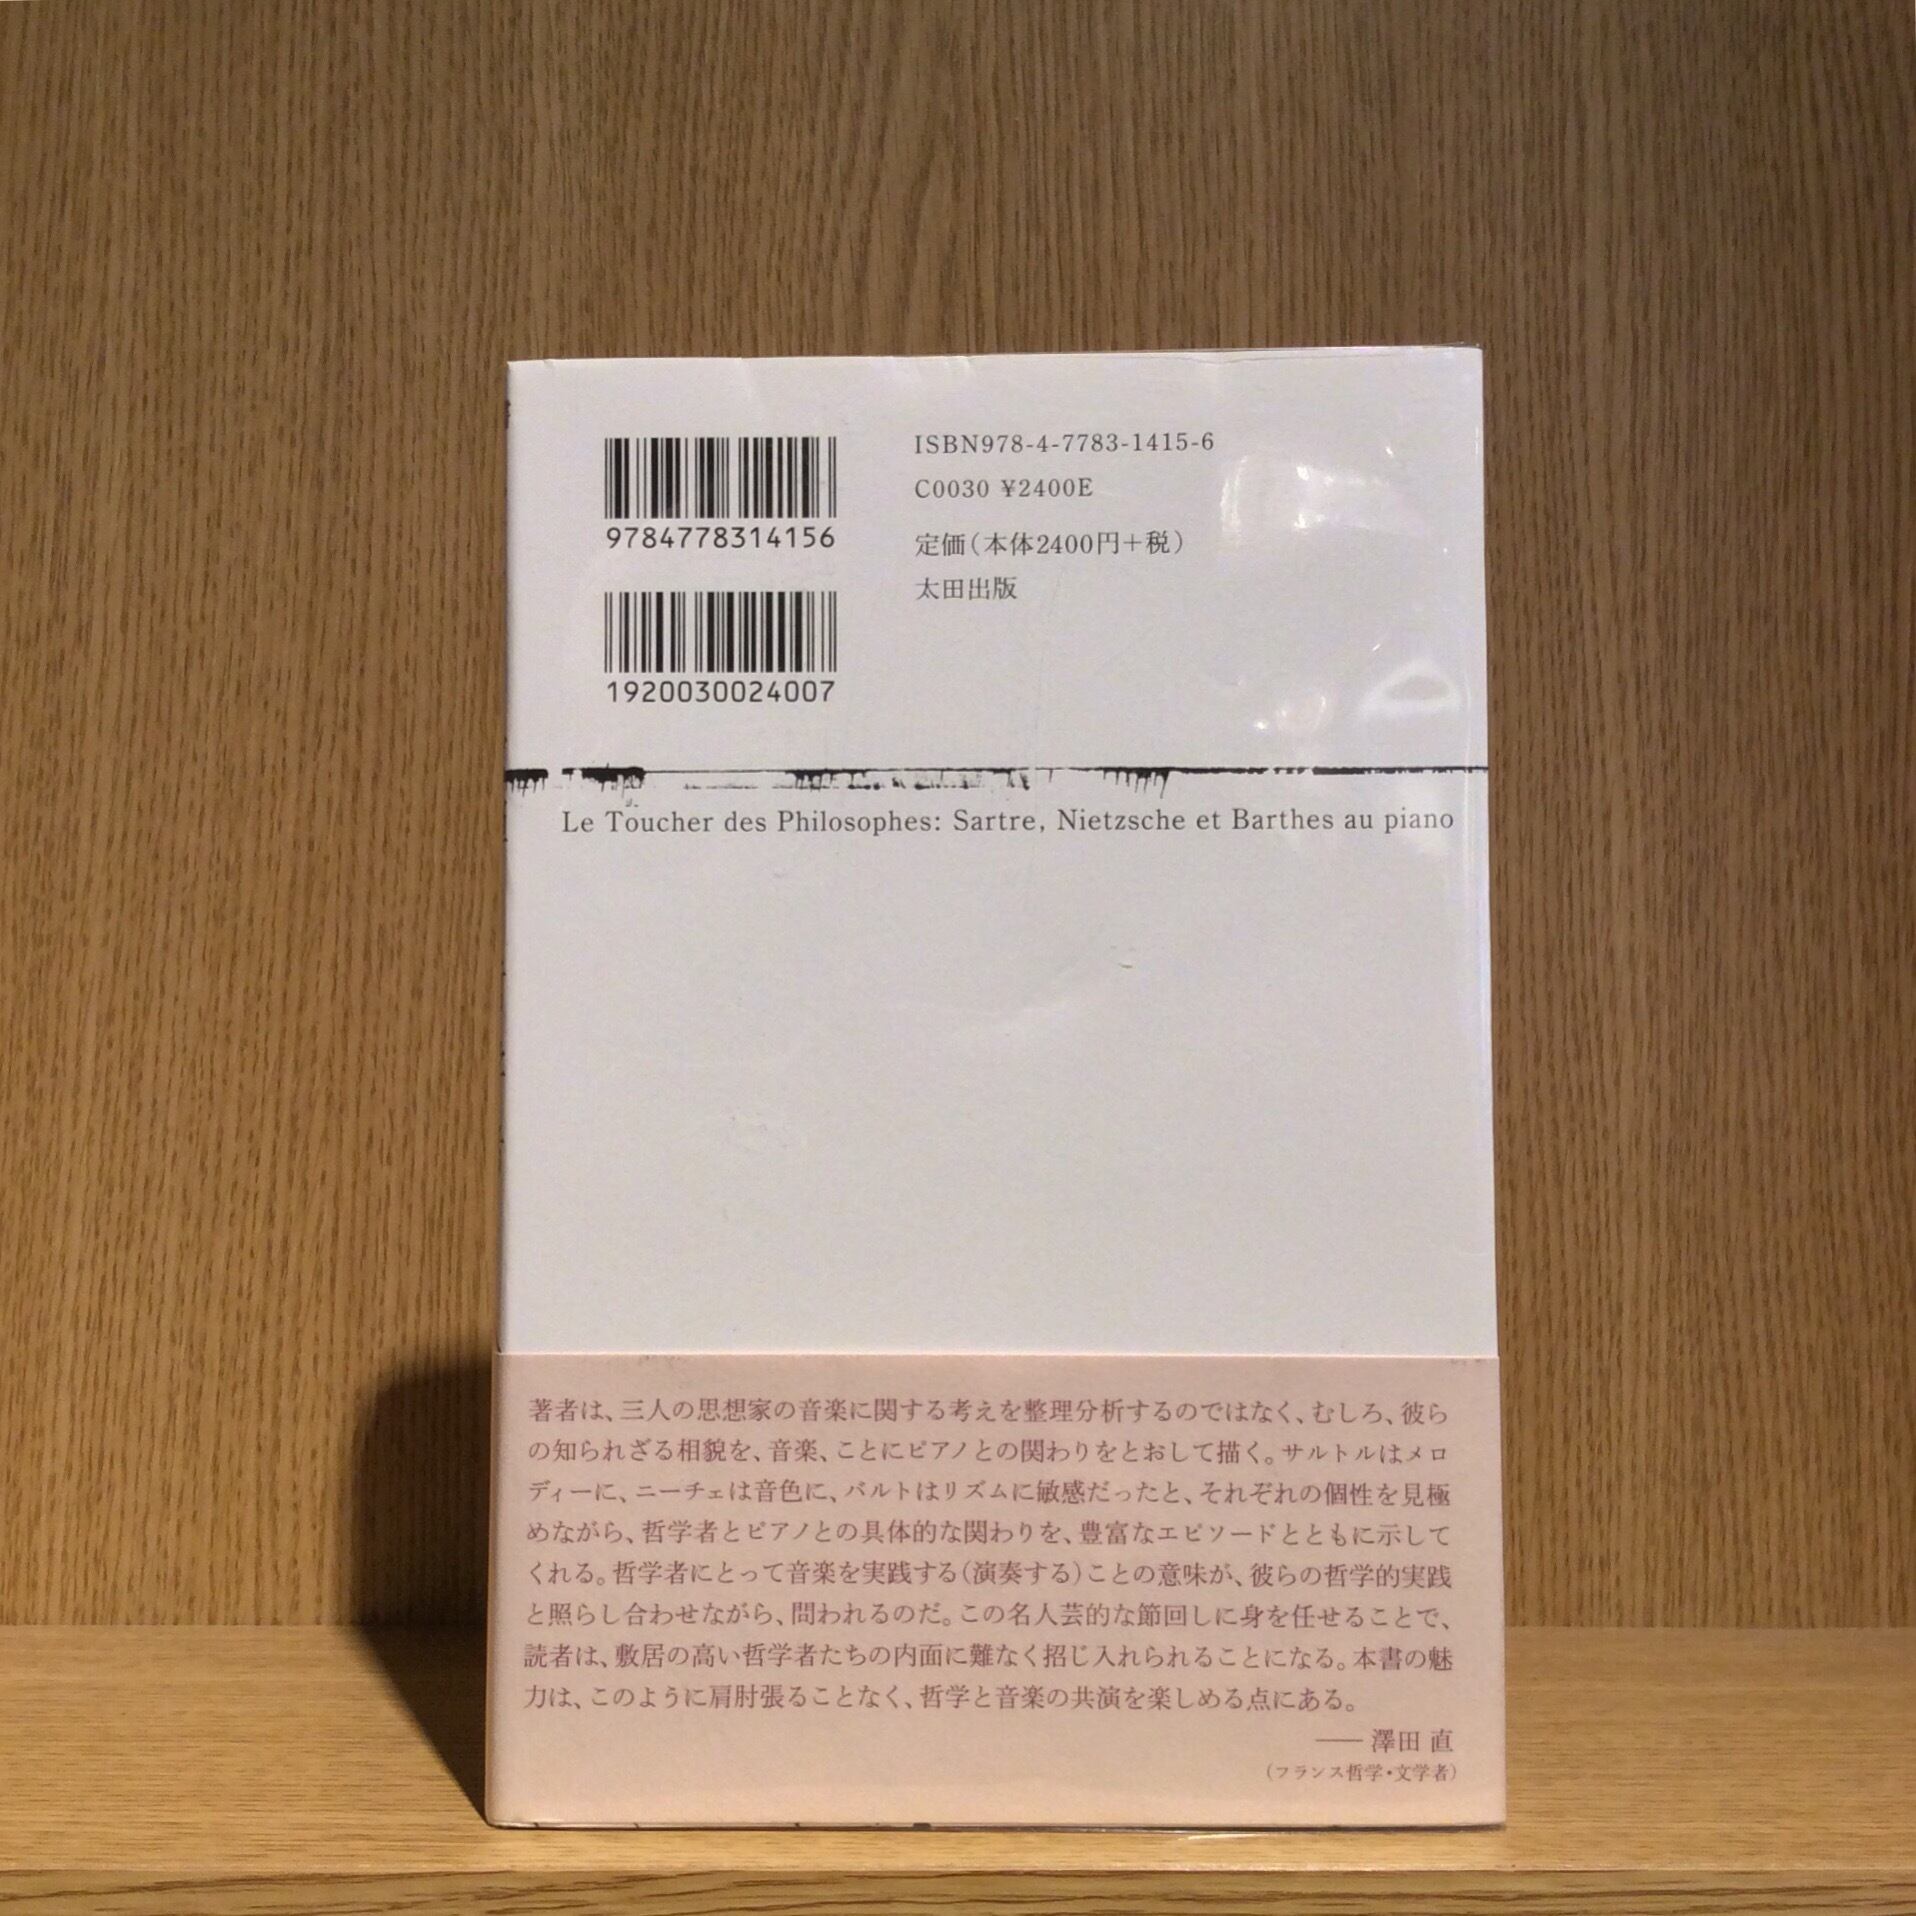 9784778314156
1920030024007
ISBN978-4-7783-1415-6
C0030 ¥2400E
定価(本体2400円+税)
太田出版
Le Toucher des Philosophes: Sartre, Nietzsche et Barthes au piano
著者は、三人の思想家の音楽に関する考えを整理分析するのではなく、むしろ、彼ら
の知られざる相貌を、音楽、ことにピアノとの関わりをとおして描く。サルトルはメロ
ディーに、ニーチェは音色に、バルトはリズムに敏感だったと、それぞれの個性を見極
めながら、哲学者とピアノとの具体的な関わりを、豊富なエピソードとともに示して
くれる。哲学者にとって音楽を実践する(演奏する)ことの意味が、彼らの哲学的実践
と照らし合わせながら、問われるのだ。この名人芸的な節回しに身を任せることで、
読者は、敷居の高い哲学者たちの内面に難なく招じ入れられることになる。本書の魅
力は、このように肩肘張ることなく、哲学と音楽の共演を楽しめる点にある。
—— 澤田 直
(フランス哲学・文学者)